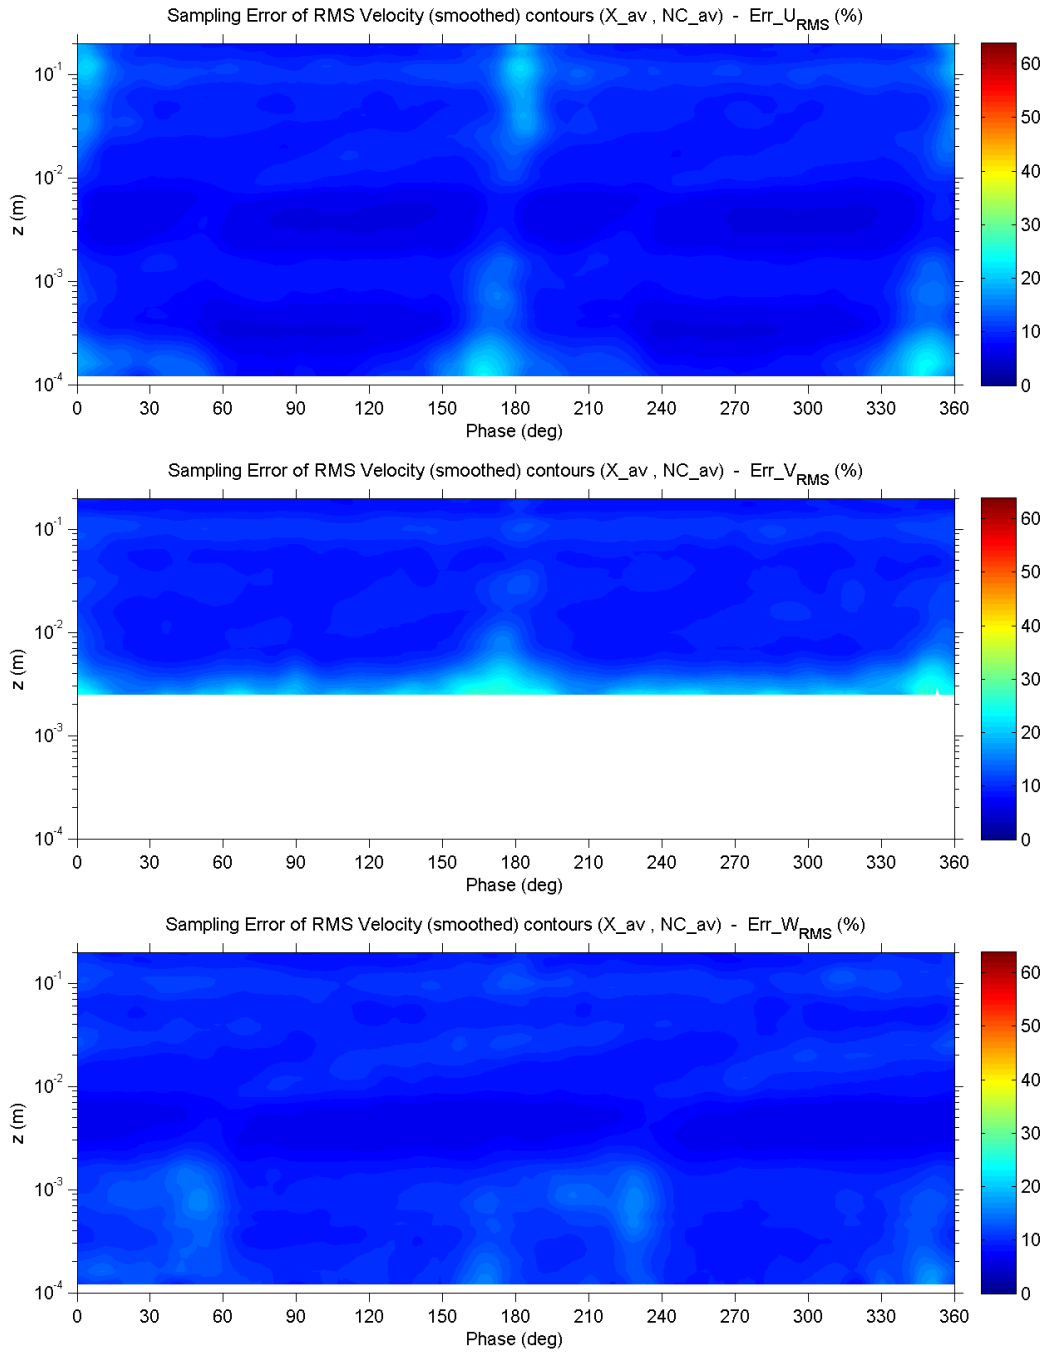 Sampling Error of RMS Velocity (smoothed) contours (X_av , NC_av)  -  Err_U_RMS (%)
10^-1
10^-2
10^-3
10^-4
z (m)
0 30 60 90 120 150 180 210 240 270 300 330 360
Phase (deg)
60
50
40
30
20
10
0
Sampling Error of RMS Velocity (smoothed) contours (X_av , NC_av)  -  Err_V_RMS (%)
10^-1
10^-2
10^-3
10^-4
z (m)
0 30 60 90 120 150 180 210 240 270 300 330 360
Phase (deg)
60
50
40
30
20
10
0
Sampling Error of RMS Velocity (smoothed) contours (X_av , NC_av)  -  Err_W_RMS (%)
10^-1
10^-2
10^-3
10^-4
z (m)
0 30 60 90 120 150 180 210 240 270 300 330 360
Phase (deg)
60
50
40
30
20
10
0